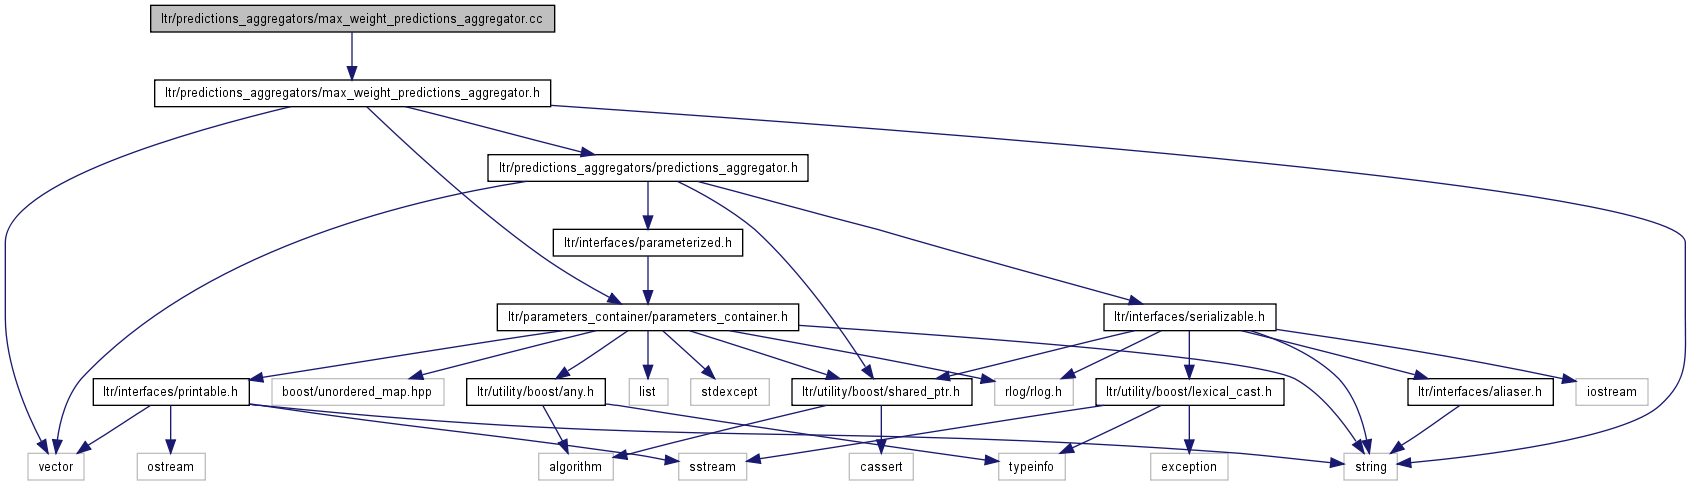 ltr/predictions_aggregators/max_weight_predictions_aggregator.cc
ltr/predictions_aggregators/max_weight_predictions_aggregator.h
ltr/predictions_aggregators/predictions_aggregator.h
ltr/interfaces/parameterized.h
ltr/parameters_container/parameters_container.h
ltr/interfaces/serializable.h
ltr/interfaces/printable.h
boost/unordered_map.hpp
ltr/utility/boost/any.h
list
stdexcept
ltr/utility/boost/shared_ptr.h
rlog/rlog.h
ltr/utility/boost/lexical_cast.h
ltr/interfaces/aliaser.h
iostream
vector
ostream
algorithm
sstream
cassert
typeinfo
exception
string